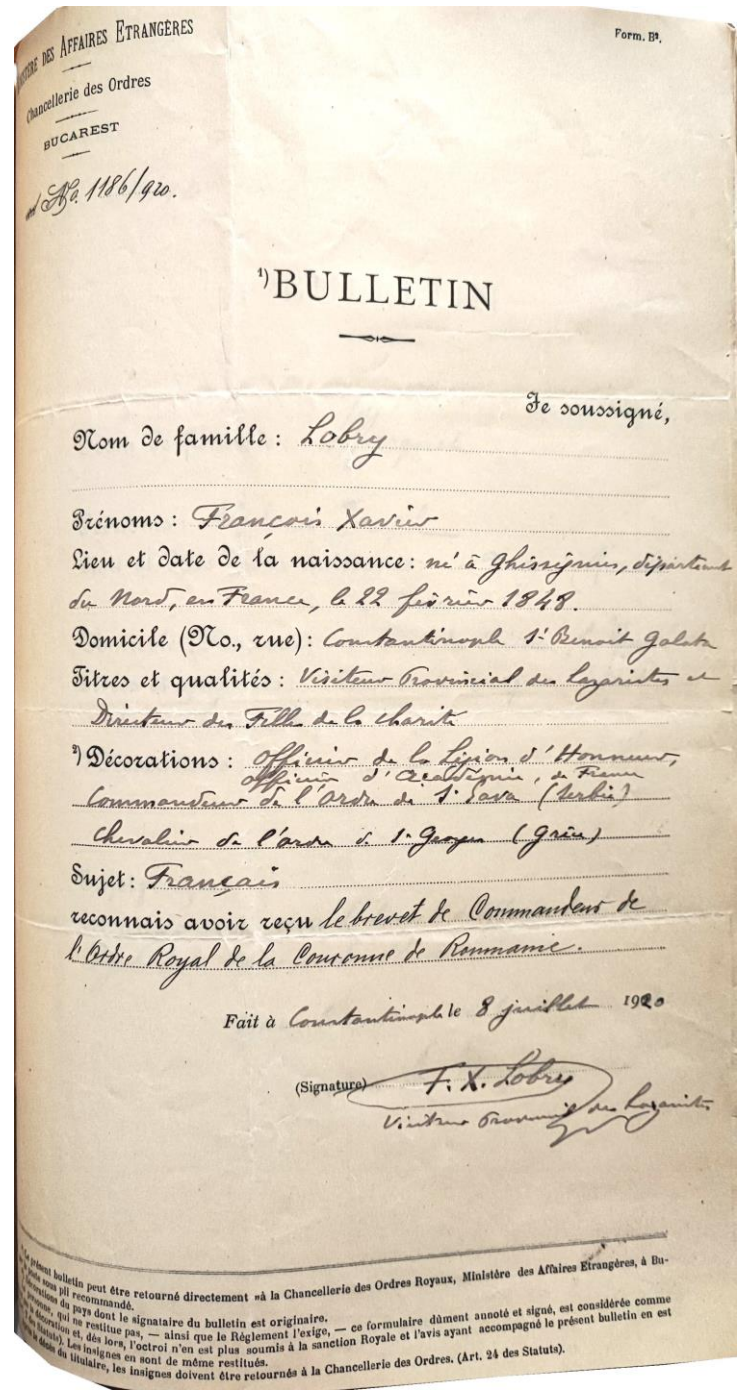 MINISTÈRE DES AFFAIRES ETRANGÈRES
Chancellerie des Ordres
BUCAREST
No. 1186/920.
Form. Bº.
¹)BULLETIN
Je soussigné,
Nom de famille : Lobry
Prénoms : François Xavier
Lieu et date de la naissance : né à Ghissignies, département
du Nord, en France, le 22 février 1848.
Domicile (No., rue) : Constantinople St Benoit Galata
Titres et qualités : Visiteur Provincial des Lazaristes et
Directeur des Filles de la charité
²) Décorations : Officier de la Légion d'Honneur,
officier d'Académie, de France
Commandeur de l'Ordre de St Sava (Serbie)
Chevalier de l'ordre de St Georges (Grèce)
Sujet : Français
reconnais avoir reçu le brevet de Commandeur de
l'Ordre Royal de la Couronne de Roumanie.
Fait à Constantinople le 8 juillet 1920
(Signature) F. X. Lobry
Visiteur Provincial des Lazaristes
présent bulletin peut être retourné directement »à la Chancellerie des Ordres Royaux, Ministère des Affaires Etrangères, à Bu-
sous pli recommandé.
décorations du pays dont le signataire du bulletin est originaire.
personne, qui ne restitue pas, — ainsi que le Règlement l'exige, — ce formulaire dûment annoté et signé, est considérée comme
décoration et, dès lors, l'octroi n'en est plus soumis à la sanction Royale et l'avis ayant accompagné le présent bulletin en est
Statuts). Les insignes en sont de même restitués.
décès du titulaire, les insignes doivent être retournés à la Chancellerie des Ordres. (Art. 24 des Statuts).